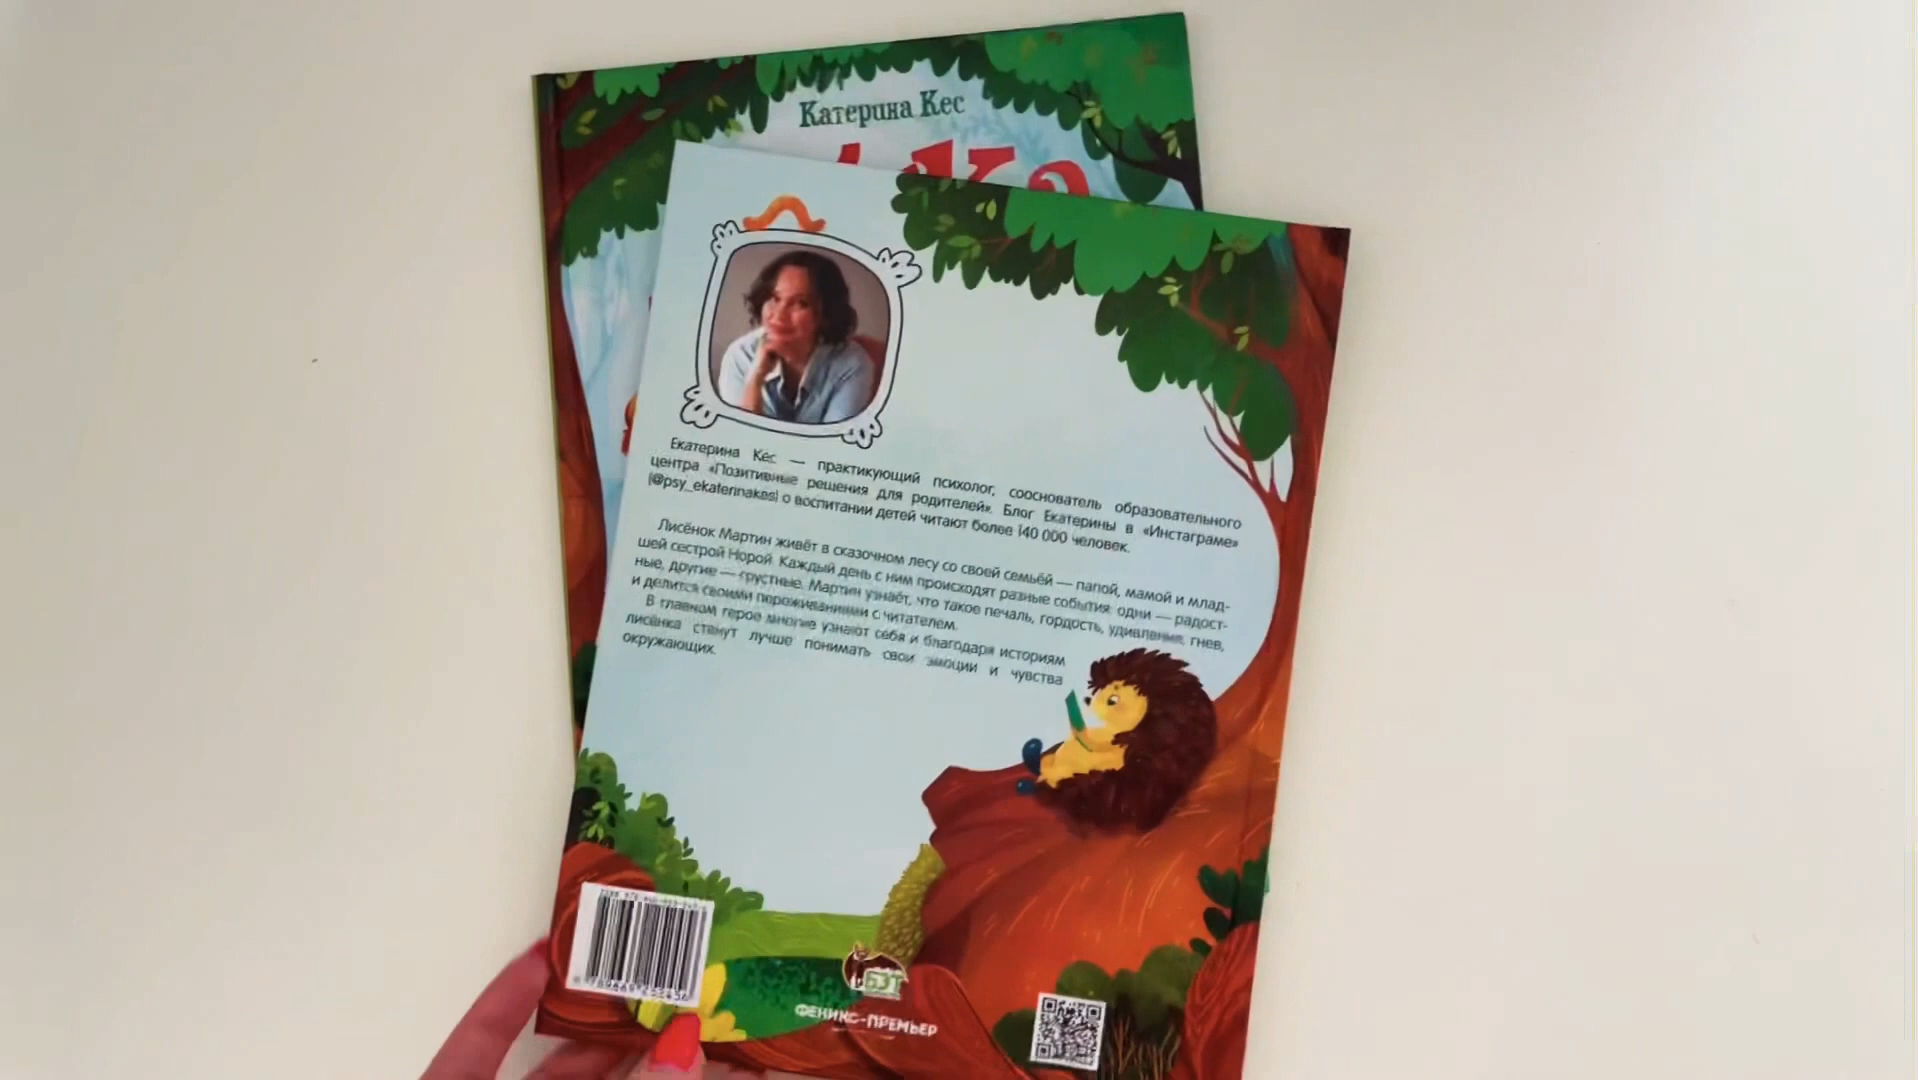 Катерина Кес
Екатерина Кес — практикующий психолог, сооснователь образовательного
центра «Позитивные решения для родителей». Блог Екатерины в «Инстаграме»
(@psy_ekaterinakes) о воспитании детей читают более 140 000 человек.
Лисёнок Мартин живёт в сказочном лесу со своей семьёй — папой, мамой и млад-
шей сестрой Норой. Каждый день с ним происходят разные события: одни — радост-
ные, другие — грустные. Мартин узнаёт, что такое печаль, гордость, удивление, гнев,
и делится своими переживаниями с читателем.
В главном герое многие узнают себя и благодаря историям
лисёнка станут лучше понимать свои эмоции и чувства
окружающих.
БЭТ
ФЕНИКС-ПРЕМЬЕР